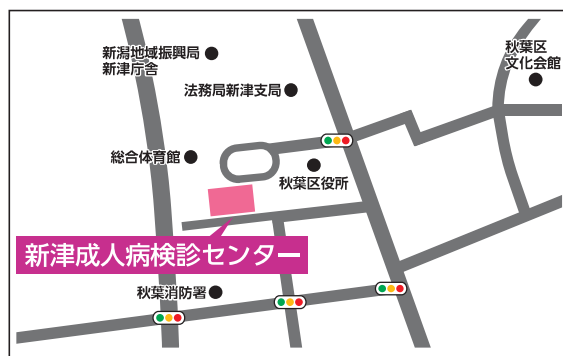 新潟地域振興局
新津庁舎
法務局新津支局
秋葉区
文化会館
総合体育館
秋葉区役所
新津成人病検診センター
秋葉消防署